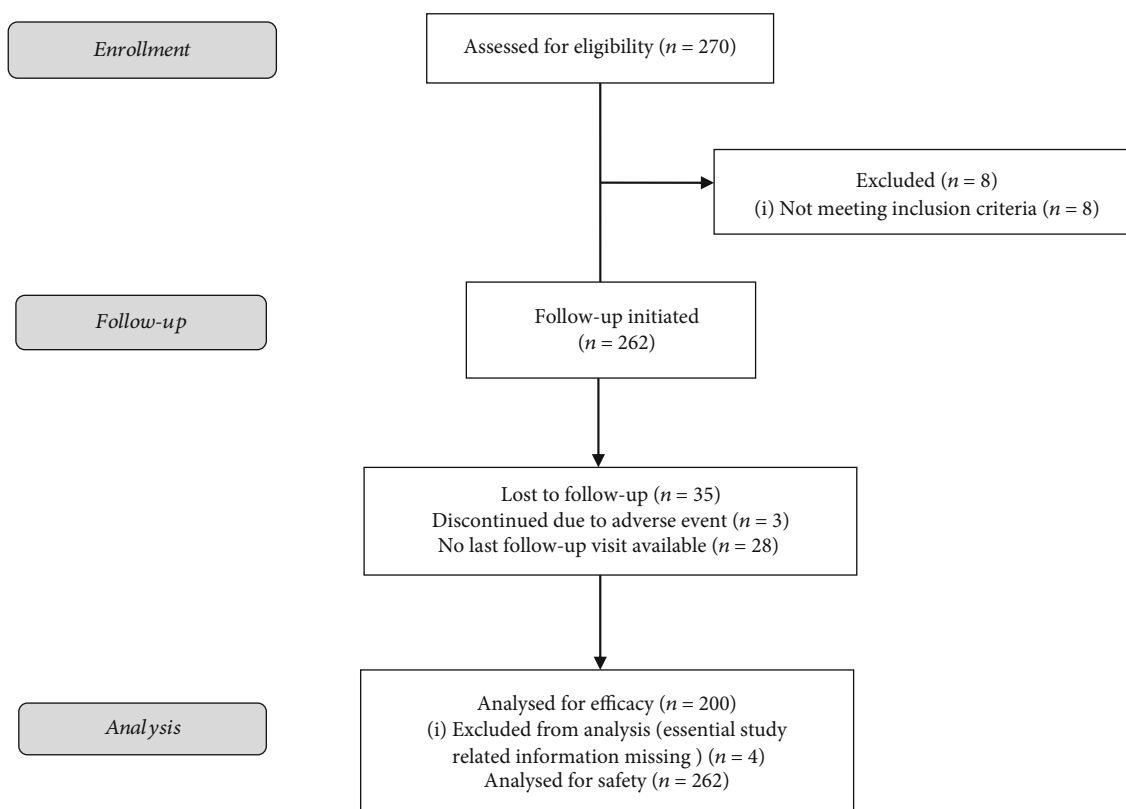 Enrollment
Assessed for eligibility (n = 270)
Excluded (n = 8)
(i) Not meeting inclusion criteria (n = 8)
Follow-up
Follow-up initiated
(n = 262)
Lost to follow-up (n = 35)
Discontinued due to adverse event (n = 3)
No last follow-up visit available (n = 28)
Analysis
Analysed for efficacy (n = 200)
(i) Excluded from analysis (essential study
related information missing ) (n = 4)
Analysed for safety (n = 262)